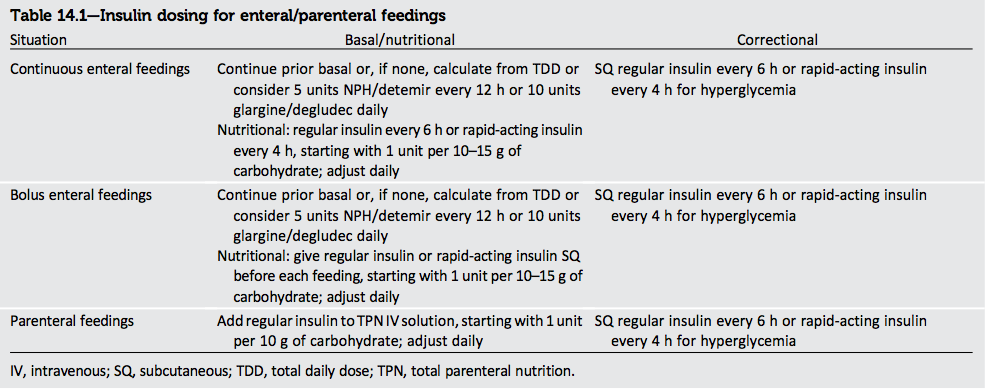 Table 14.1—Insulin dosing for enteral/parenteral feedings
Situation Basal/nutritional Correctional
Continuous enteral feedings Continue prior basal or, if none, calculate from TDD or SQ regular insulin every 6 h or rapid-acting insulin
consider 5 units NPH/detemir every 12 h or 10 units every 4 h for hyperglycemia
glargine/degludec daily
Nutritional: regular insulin every 6 h or rapid-acting insulin
every 4 h, starting with 1 unit per 10–15 g of
carbohydrate; adjust daily
Bolus enteral feedings Continue prior basal or, if none, calculate from TDD or SQ regular insulin every 6 h or rapid-acting insulin
consider 5 units NPH/detemir every 12 h or 10 units every 4 h for hyperglycemia
glargine/degludec daily
Nutritional: give regular insulin or rapid-acting insulin SQ
before each feeding, starting with 1 unit per 10–15 g of
carbohydrate; adjust daily
Parenteral feedings Add regular insulin to TPN IV solution, starting with 1 unit SQ regular insulin every 6 h or rapid-acting insulin
per 10 g of carbohydrate; adjust daily every 4 h for hyperglycemia
IV, intravenous; SQ, subcutaneous; TDD, total daily dose; TPN, total parenteral nutrition.